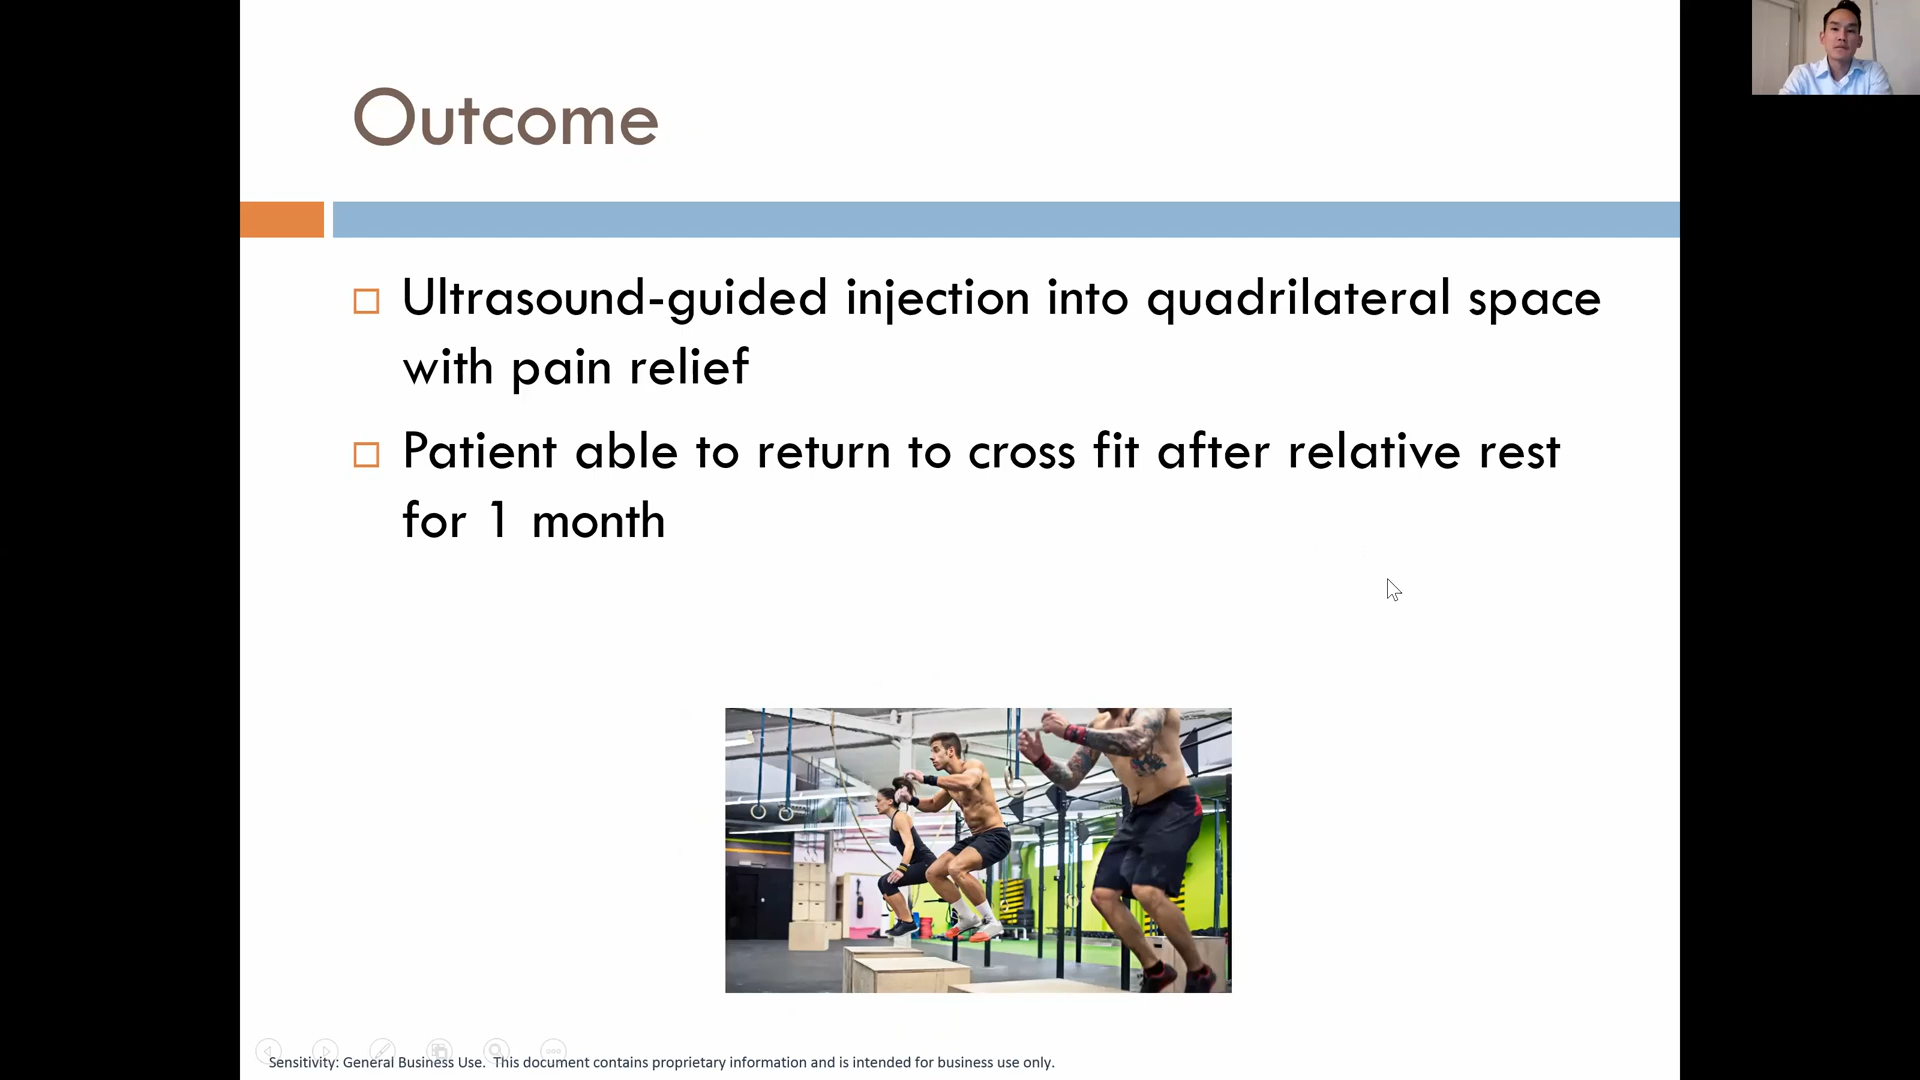 Outcome
Ultrasound-guided injection into quadrilateral space
with pain relief
Patient able to return to cross fit after relative rest
for 1 month
Sensitivity: General Business Use. This document contains proprietary information and is intended for business use only.